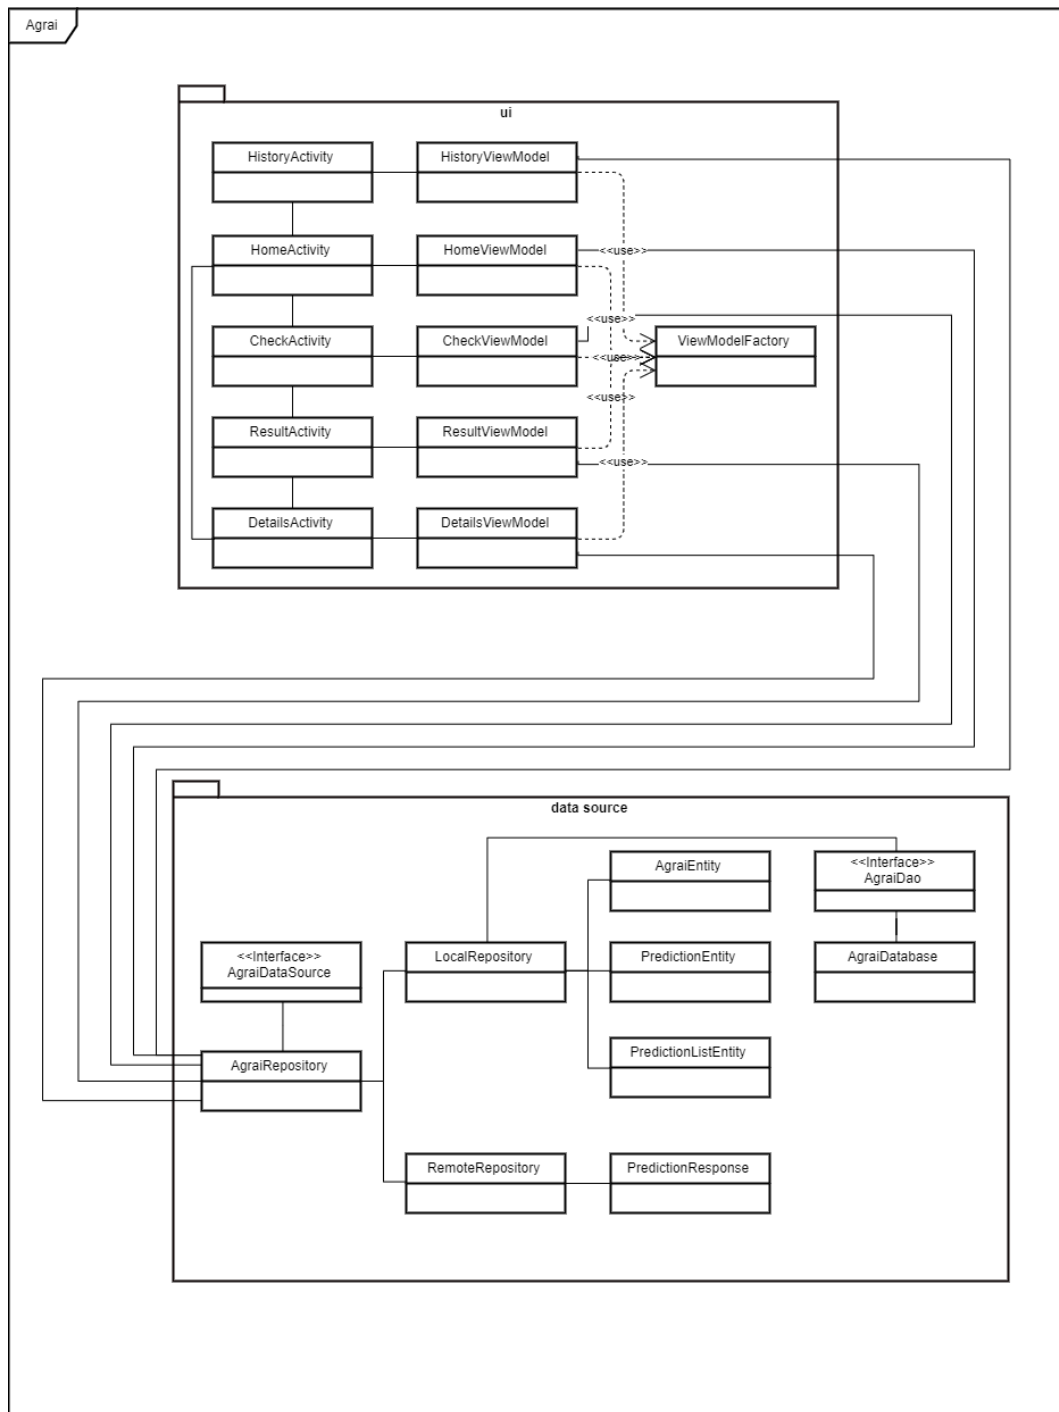 Agrai
ui
HistoryActivity
HistoryViewModel
HomeActivity
HomeViewModel
<<use>>
<<use>>
CheckActivity
CheckViewModel
<<use>>
ViewModelFactory
<<use>>
ResultActivity
ResultViewModel
<<use>>
DetailsActivity
DetailsViewModel
data source
AgraiEntity
<<Interface>>
AgraiDao
<<Interface>>
AgraiDataSource
LocalRepository
PredictionEntity
AgraiDatabase
AgraiRepository
PredictionListEntity
RemoteRepository
PredictionResponse